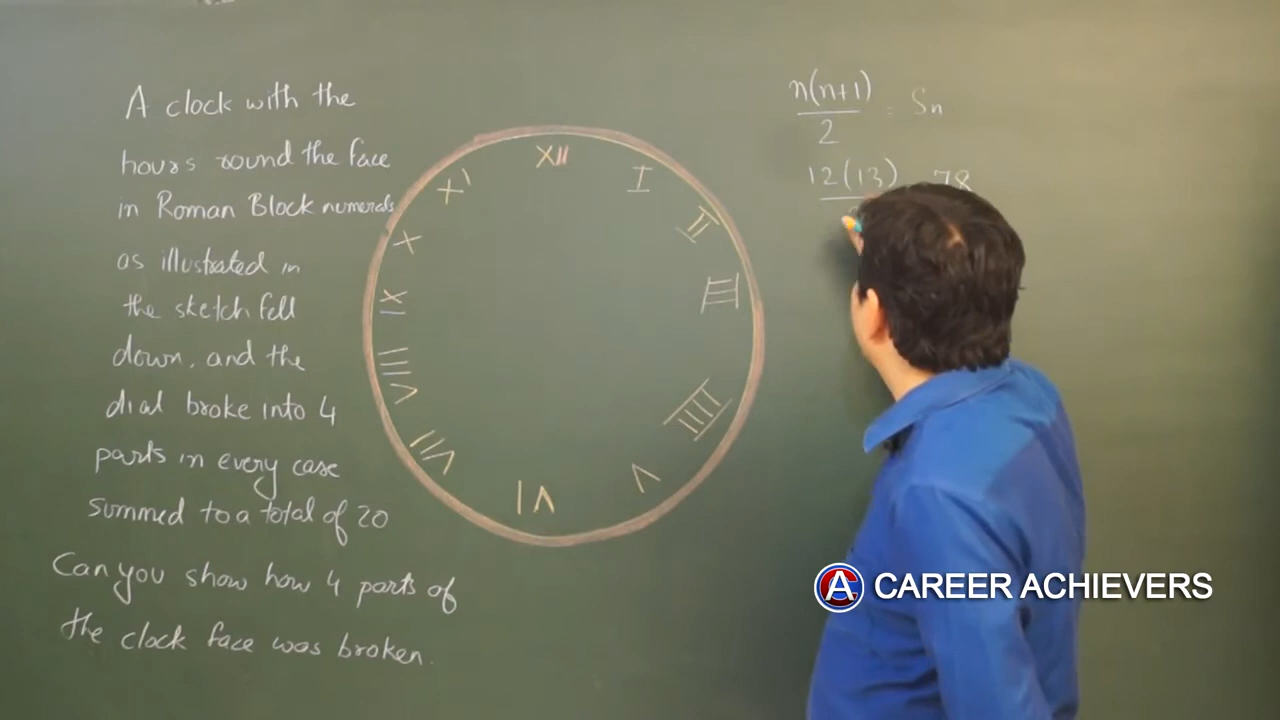 A clock with the
hours round the face
in Roman Block numerals
as illustrated in
the sketch fell
down, and the
dial broke into 4
parts in every case
summed to a total of 20
Can you show how 4 parts of
the clock face was broken.
XII
I
II
III
IIII
V
VI
VII
VIII
IX
X
XI
n(n+1)
2
= Sn
12(13)
78
CAREER ACHIEVERS